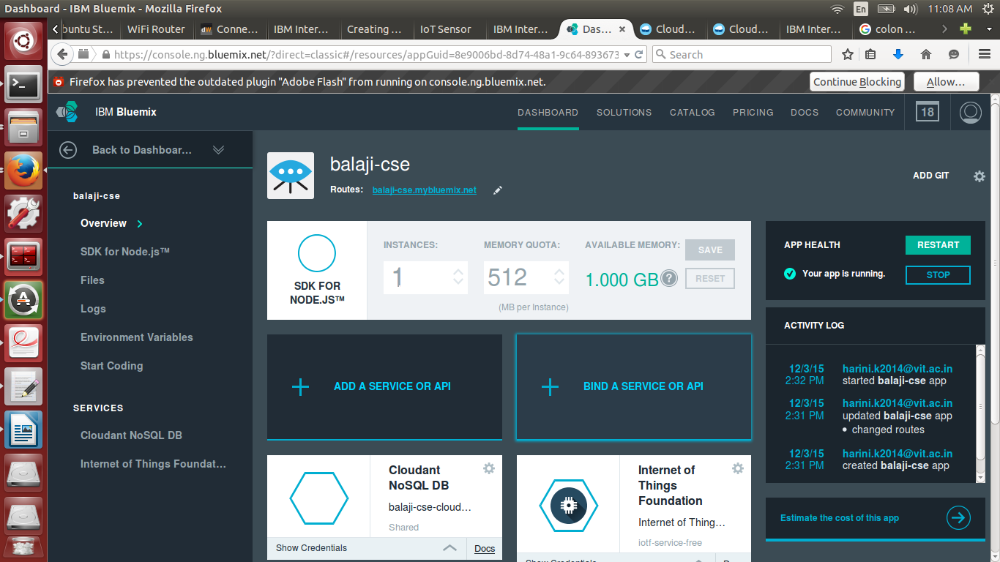 Dashboard - IBM Bluemix - Mozilla Firefox
En
11:08 AM
buntu St...
WiFi Router
dw Conne...
IBM Inter...
Creating ...
IoT Sensor
IBM Inter...
Das...
Cloud...
Cloud...
IBM Inter...
colon ...
https://console.ng.bluemix.net/?direct=classic#/resources/appGuid=8e9006bd-8d74-48a1-9c64-893673
Search
Firefox has prevented the outdated plugin "Adobe Flash" from running on console.ng.bluemix.net.
Continue Blocking
Allow...
IBM Bluemix
DASHBOARD
SOLUTIONS
CATALOG
PRICING
DOCS
COMMUNITY
18
Back to Dashboar...
balaji-cse
Overview
SDK for Node.js™
Files
Logs
Environment Variables
Start Coding
SERVICES
Cloudant NoSQL DB
Internet of Things Foundat...
balaji-cse
Routes: balaji-cse.mybluemix.net
ADD GIT
SDK FOR
NODE.JS™
INSTANCES:
1
MEMORY QUOTA:
512
(MB per Instance)
AVAILABLE MEMORY:
1.000 GB
?
SAVE
RESET
ADD A SERVICE OR API
BIND A SERVICE OR API
Cloudant
NoSQL DB
balaji-cse-cloud...
Shared
Show Credentials
Docs
Internet of
Things
Foundation
Internet of Thing...
iotf-service-free
Show Credentials
APP HEALTH
RESTART
Your app is running.
STOP
ACTIVITY LOG
12/3/15 harini.k2014@vit.ac.in
2:32 PM started balaji-cse app
12/3/15 harini.k2014@vit.ac.in
2:31 PM updated balaji-cse app
• changed routes
12/3/15 harini.k2014@vit.ac.in
2:31 PM created balaji-cse app
Estimate the cost of this app